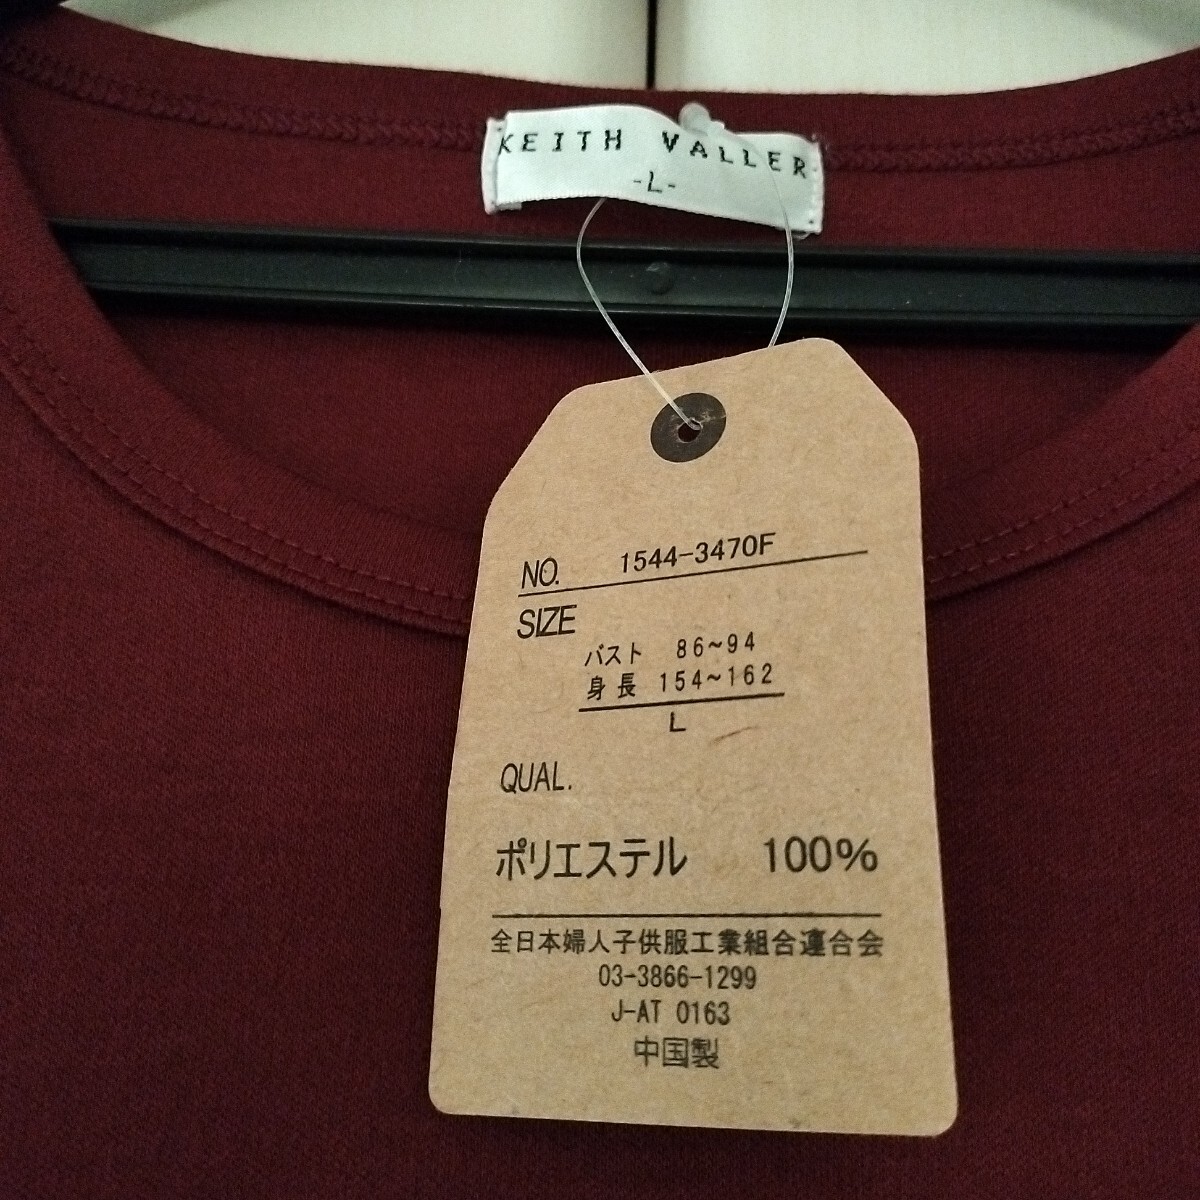 KEITH VALLER
-L-
NO. 1544-3470F
SIZE
バスト 86~94
身長 154~162
L
QUAL.
ポリエステル 100%
全日本婦人子供服工業組合連合会
03-3866-1299
J-AT 0163
中国製